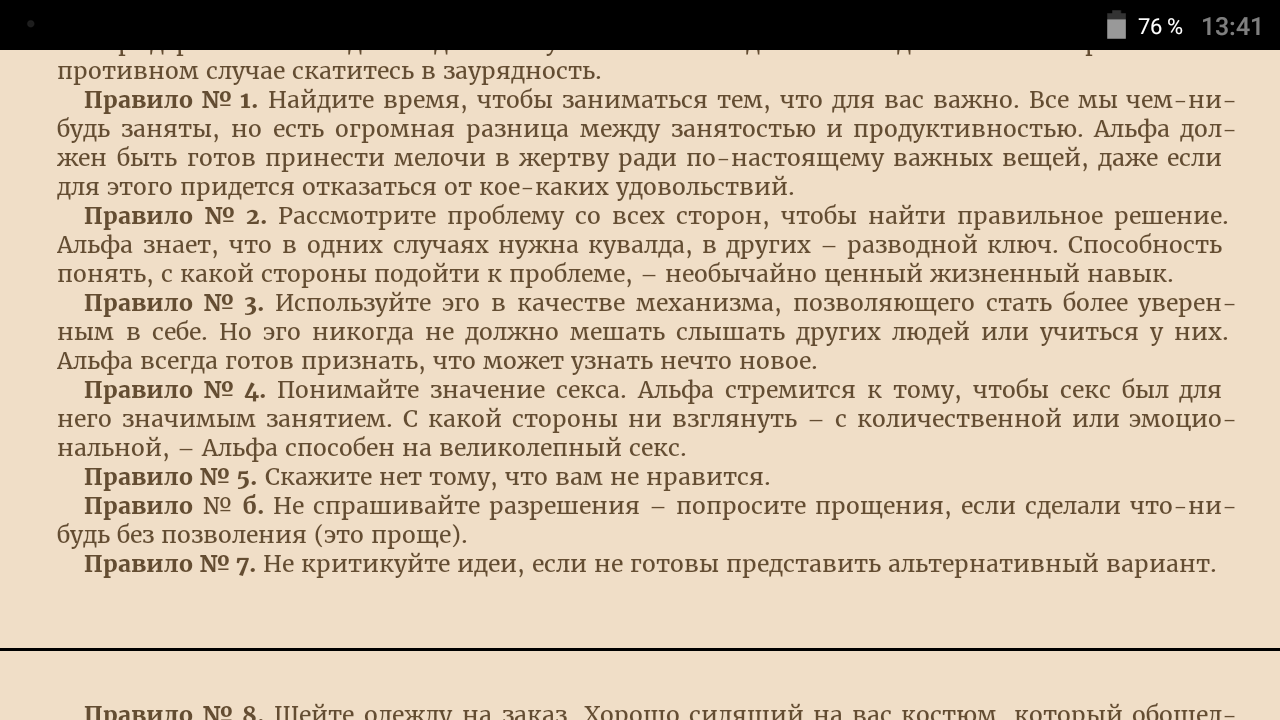 76 % 13:41
противном случае скатитесь в заурядность.
Правило № 1. Найдите время, чтобы заниматься тем, что для вас важно. Все мы чем-ни-
будь заняты, но есть огромная разница между занятостью и продуктивностью. Альфа дол-
жен быть готов принести мелочи в жертву ради по-настоящему важных вещей, даже если
для этого придется отказаться от кое-каких удовольствий.
Правило № 2. Рассмотрите проблему со всех сторон, чтобы найти правильное решение.
Альфа знает, что в одних случаях нужна кувалда, в других – разводной ключ. Способность
понять, с какой стороны подойти к проблеме, – необычайно ценный жизненный навык.
Правило № 3. Используйте эго в качестве механизма, позволяющего стать более уверен-
ным в себе. Но эго никогда не должно мешать слышать других людей или учиться у них.
Альфа всегда готов признать, что может узнать нечто новое.
Правило № 4. Понимайте значение секса. Альфа стремится к тому, чтобы секс был для
него значимым занятием. С какой стороны ни взглянуть – с количественной или эмоцио-
нальной, – Альфа способен на великолепный секс.
Правило № 5. Скажите нет тому, что вам не нравится.
Правило № б. Не спрашивайте разрешения – попросите прощения, если сделали что-ни-
будь без позволения (это проще).
Правило № 7. Не критикуйте идеи, если не готовы представить альтернативный вариант.
Правило № 8. Шейте одежду на заказ. Хорошо сидящий на вас костюм, который обошел-